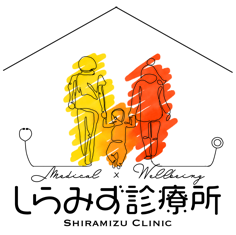 Medical × Wellbeing
しらみず診療所
SHIRAMIZU CLINIC